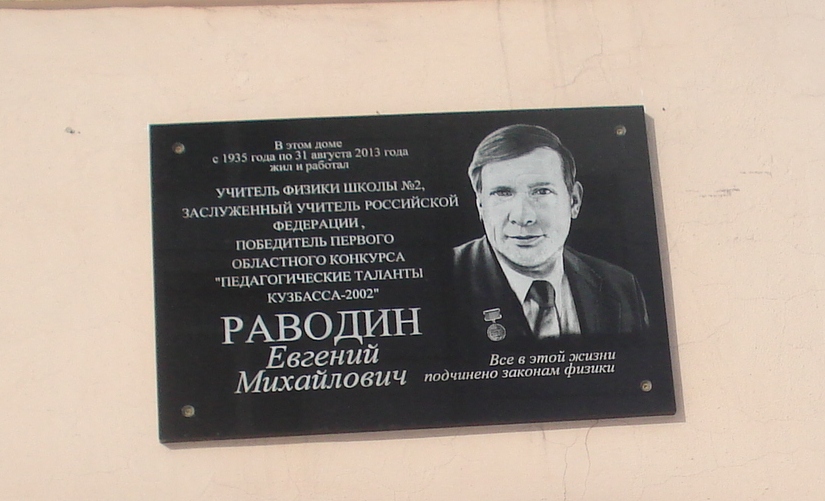 В этом доме
с 1935 года по 31 августа 2013 года
жил и работал
УЧИТЕЛЬ ФИЗИКИ ШКОЛЫ №2,
ЗАСЛУЖЕННЫЙ УЧИТЕЛЬ РОССИЙСКОЙ
ФЕДЕРАЦИИ ,
ПОБЕДИТЕЛЬ ПЕРВОГО
ОБЛАСТНОГО КОНКУРСА
"ПЕДАГОГИЧЕСКИЕ ТАЛАНТЫ
КУЗБАССА-2002"
РАВОДИН
Евгений
Михайлович
Все в этой жизни
подчинено законам физики